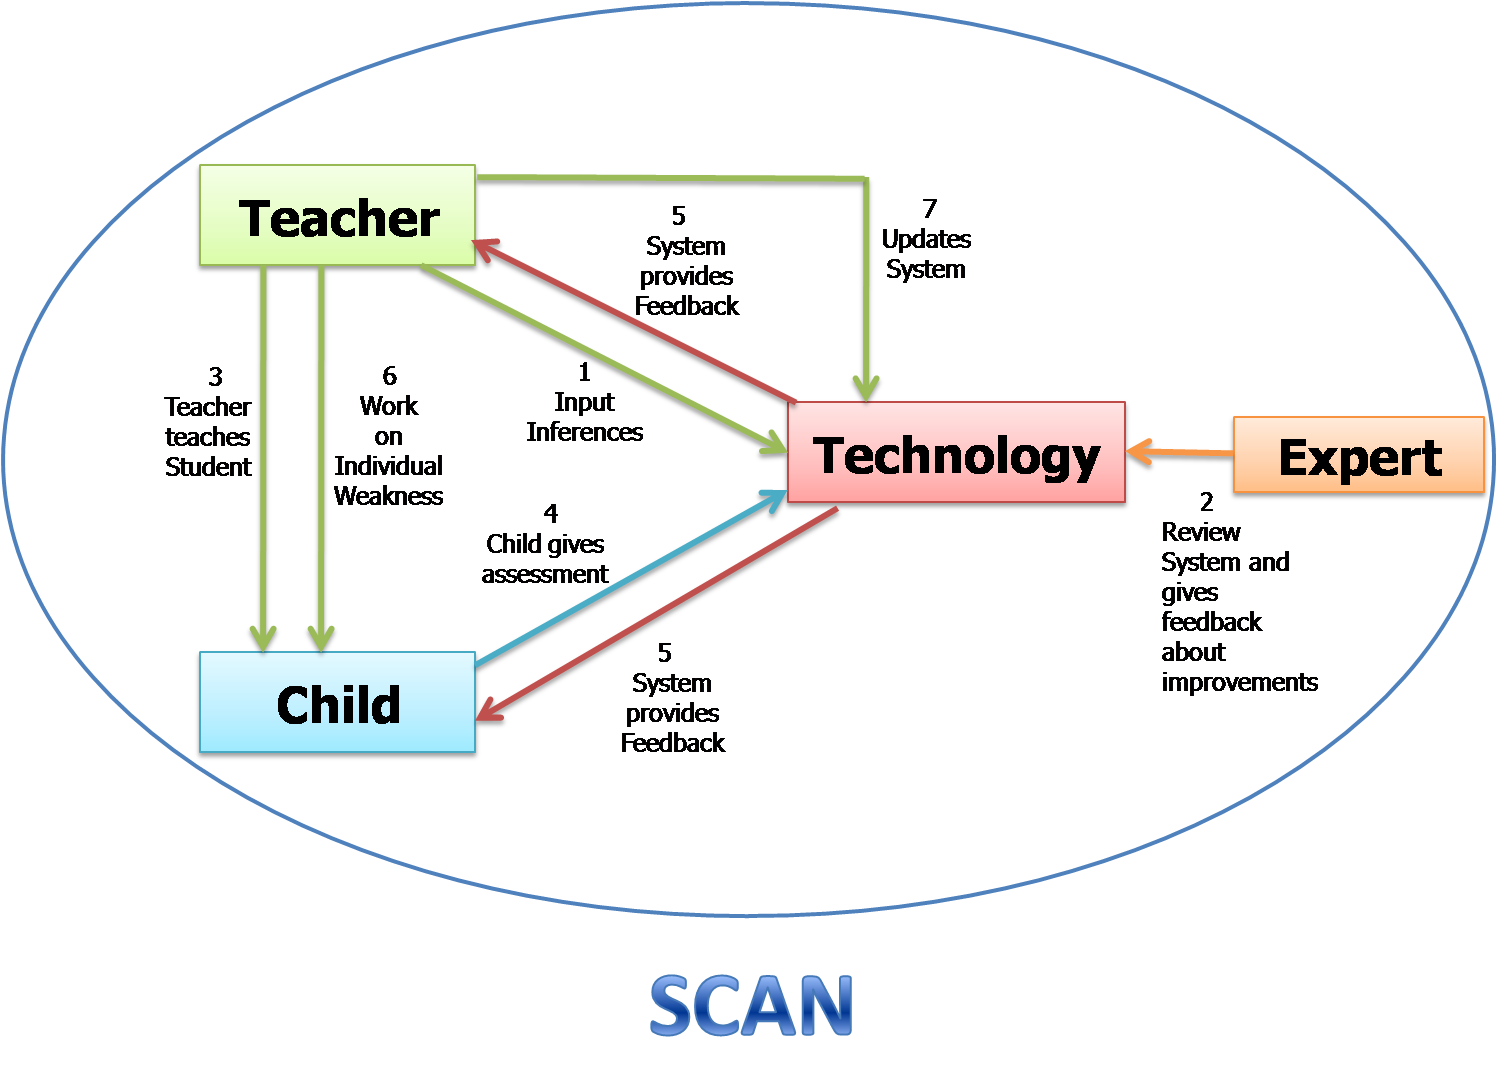 Teacher
5
System
provides
Feedback
7
Updates
System
3
Teacher
teaches
Student
6
Work
on
Individual
Weakness
1
Input
Inferences
Technology
Expert
4
Child gives
assessment
2
Review
System and
gives
feedback
about
improvements
Child
5
System
provides
Feedback
SCAN